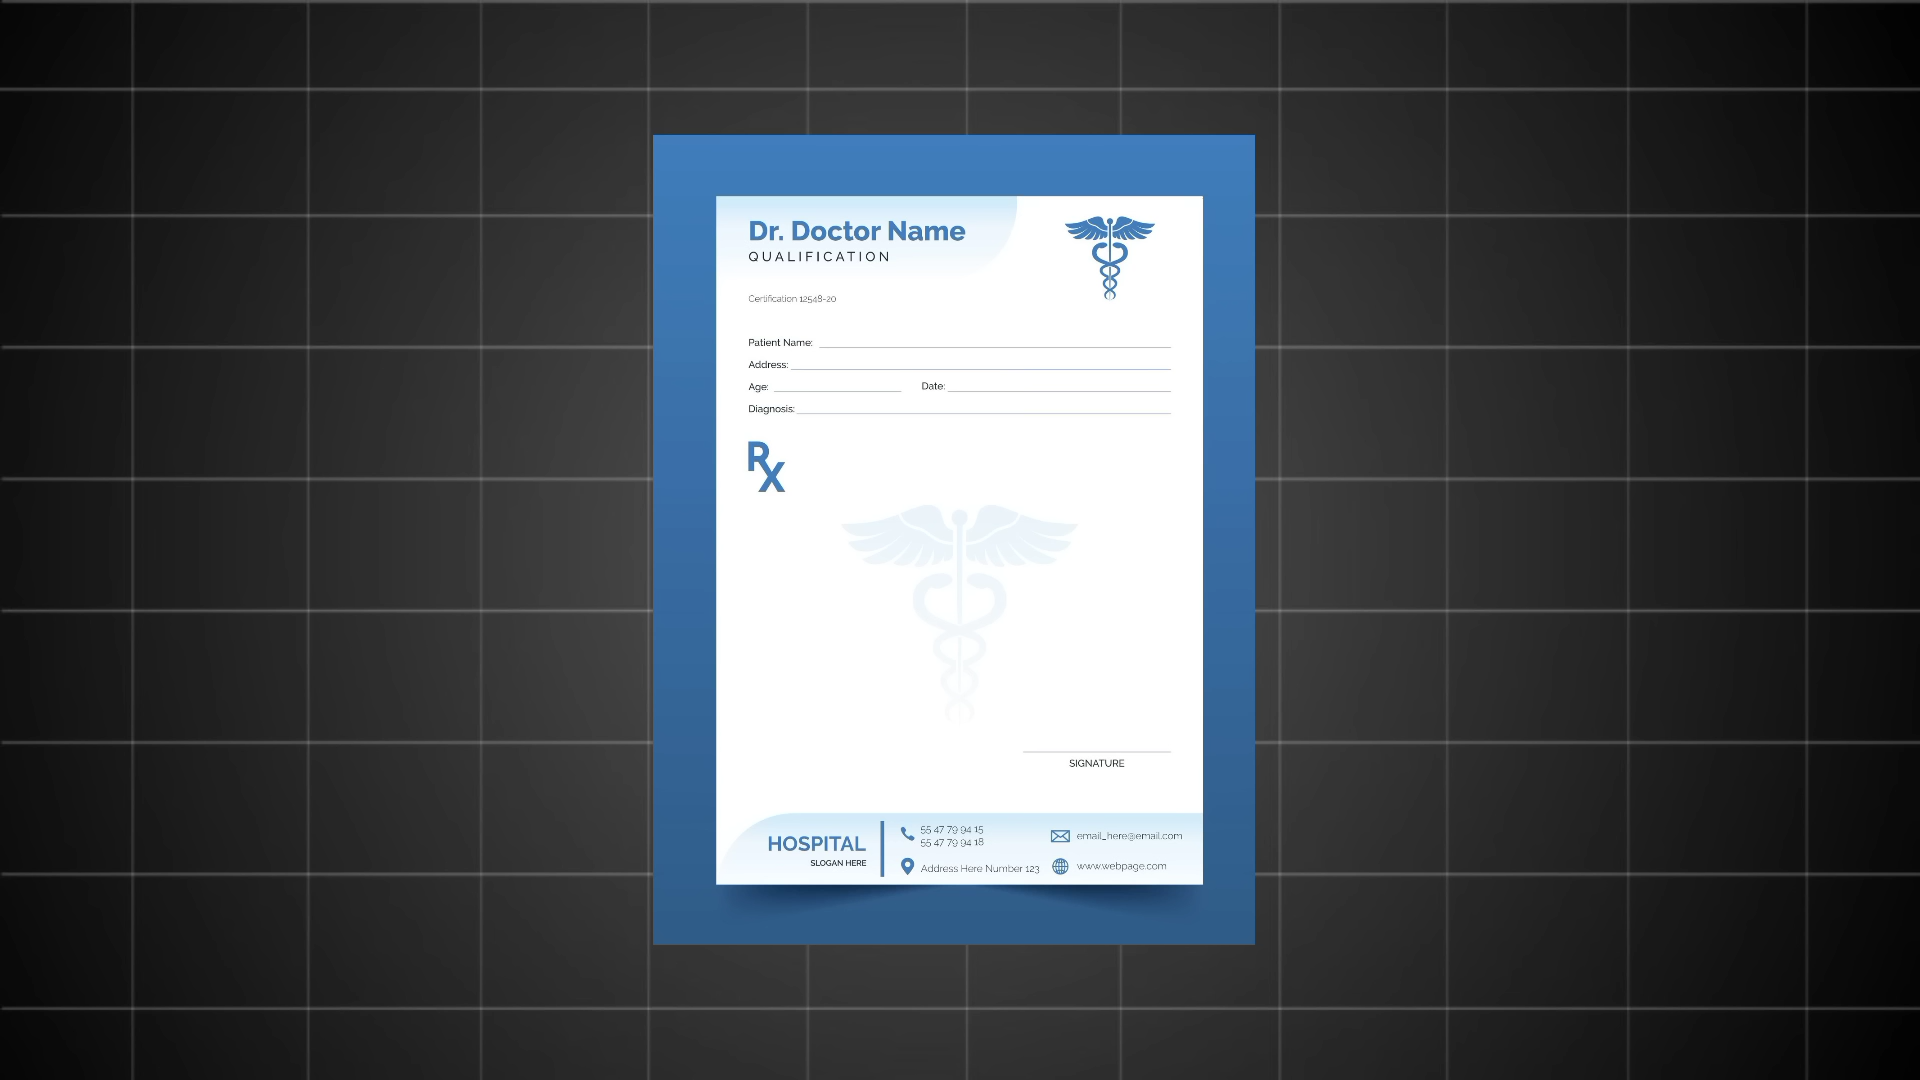 Dr. Doctor Name
QUALIFICATION
Certification 12548-20
Patient Name:
Address:
Age: Date:
Diagnosis:
Rx
SIGNATURE
HOSPITAL
SLOGAN HERE
55 47 79 94 15
55 47 79 94 18
Address Here Number 123
email_here@email.com
www.webpage.com